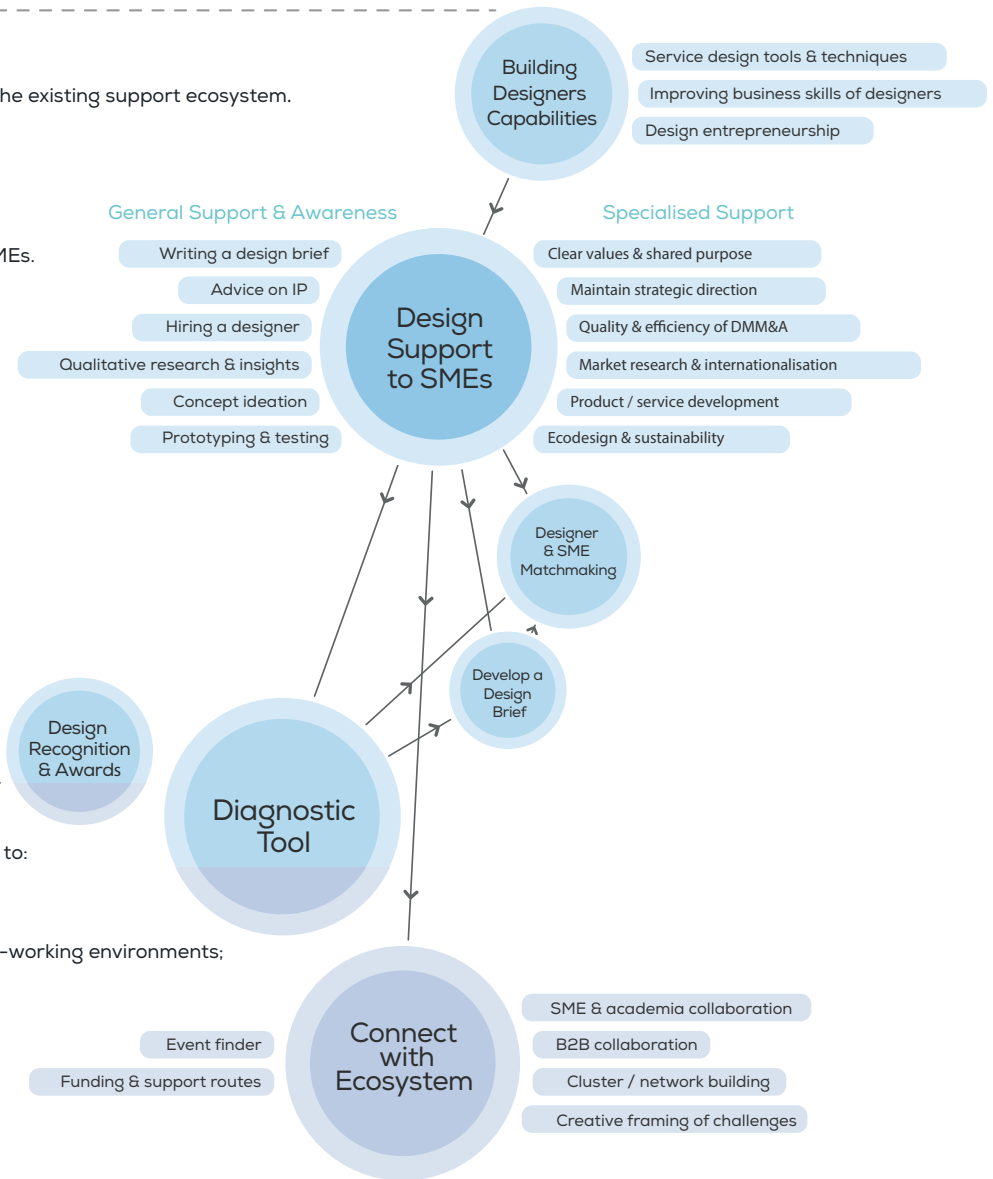 Building
Designers
Capabilities
Service design tools & techniques
Improving business skills of designers
Design entrepreneurship
he existing support ecosystem.
General Support & Awareness
Specialised Support
MEs.
Writing a design brief
Advice on IP
Hiring a designer
Qualitative research & insights
Concept ideation
Prototyping & testing
Design
Support
to SMEs
Clear values & shared purpose
Maintain strategic direction
Quality & efficiency of DMM&A
Market research & internationalisation
Product / service development
Ecodesign & sustainability
Designer
& SME
Matchmaking
Develop a
Design
Brief
Design
Recognition
& Awards
Diagnostic
Tool
to:
-working environments;
Connect
with
Ecosystem
Event finder
Funding & support routes
SME & academia collaboration
B2B collaboration
Cluster / network building
Creative framing of challenges